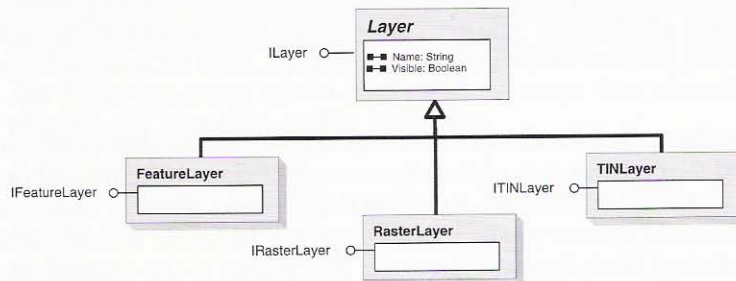 Layer
ILayer
Name: String
Visible: Boolean
FeatureLayer
IFeatureLayer
TINLayer
ITINLayer
RasterLayer
IRasterLayer